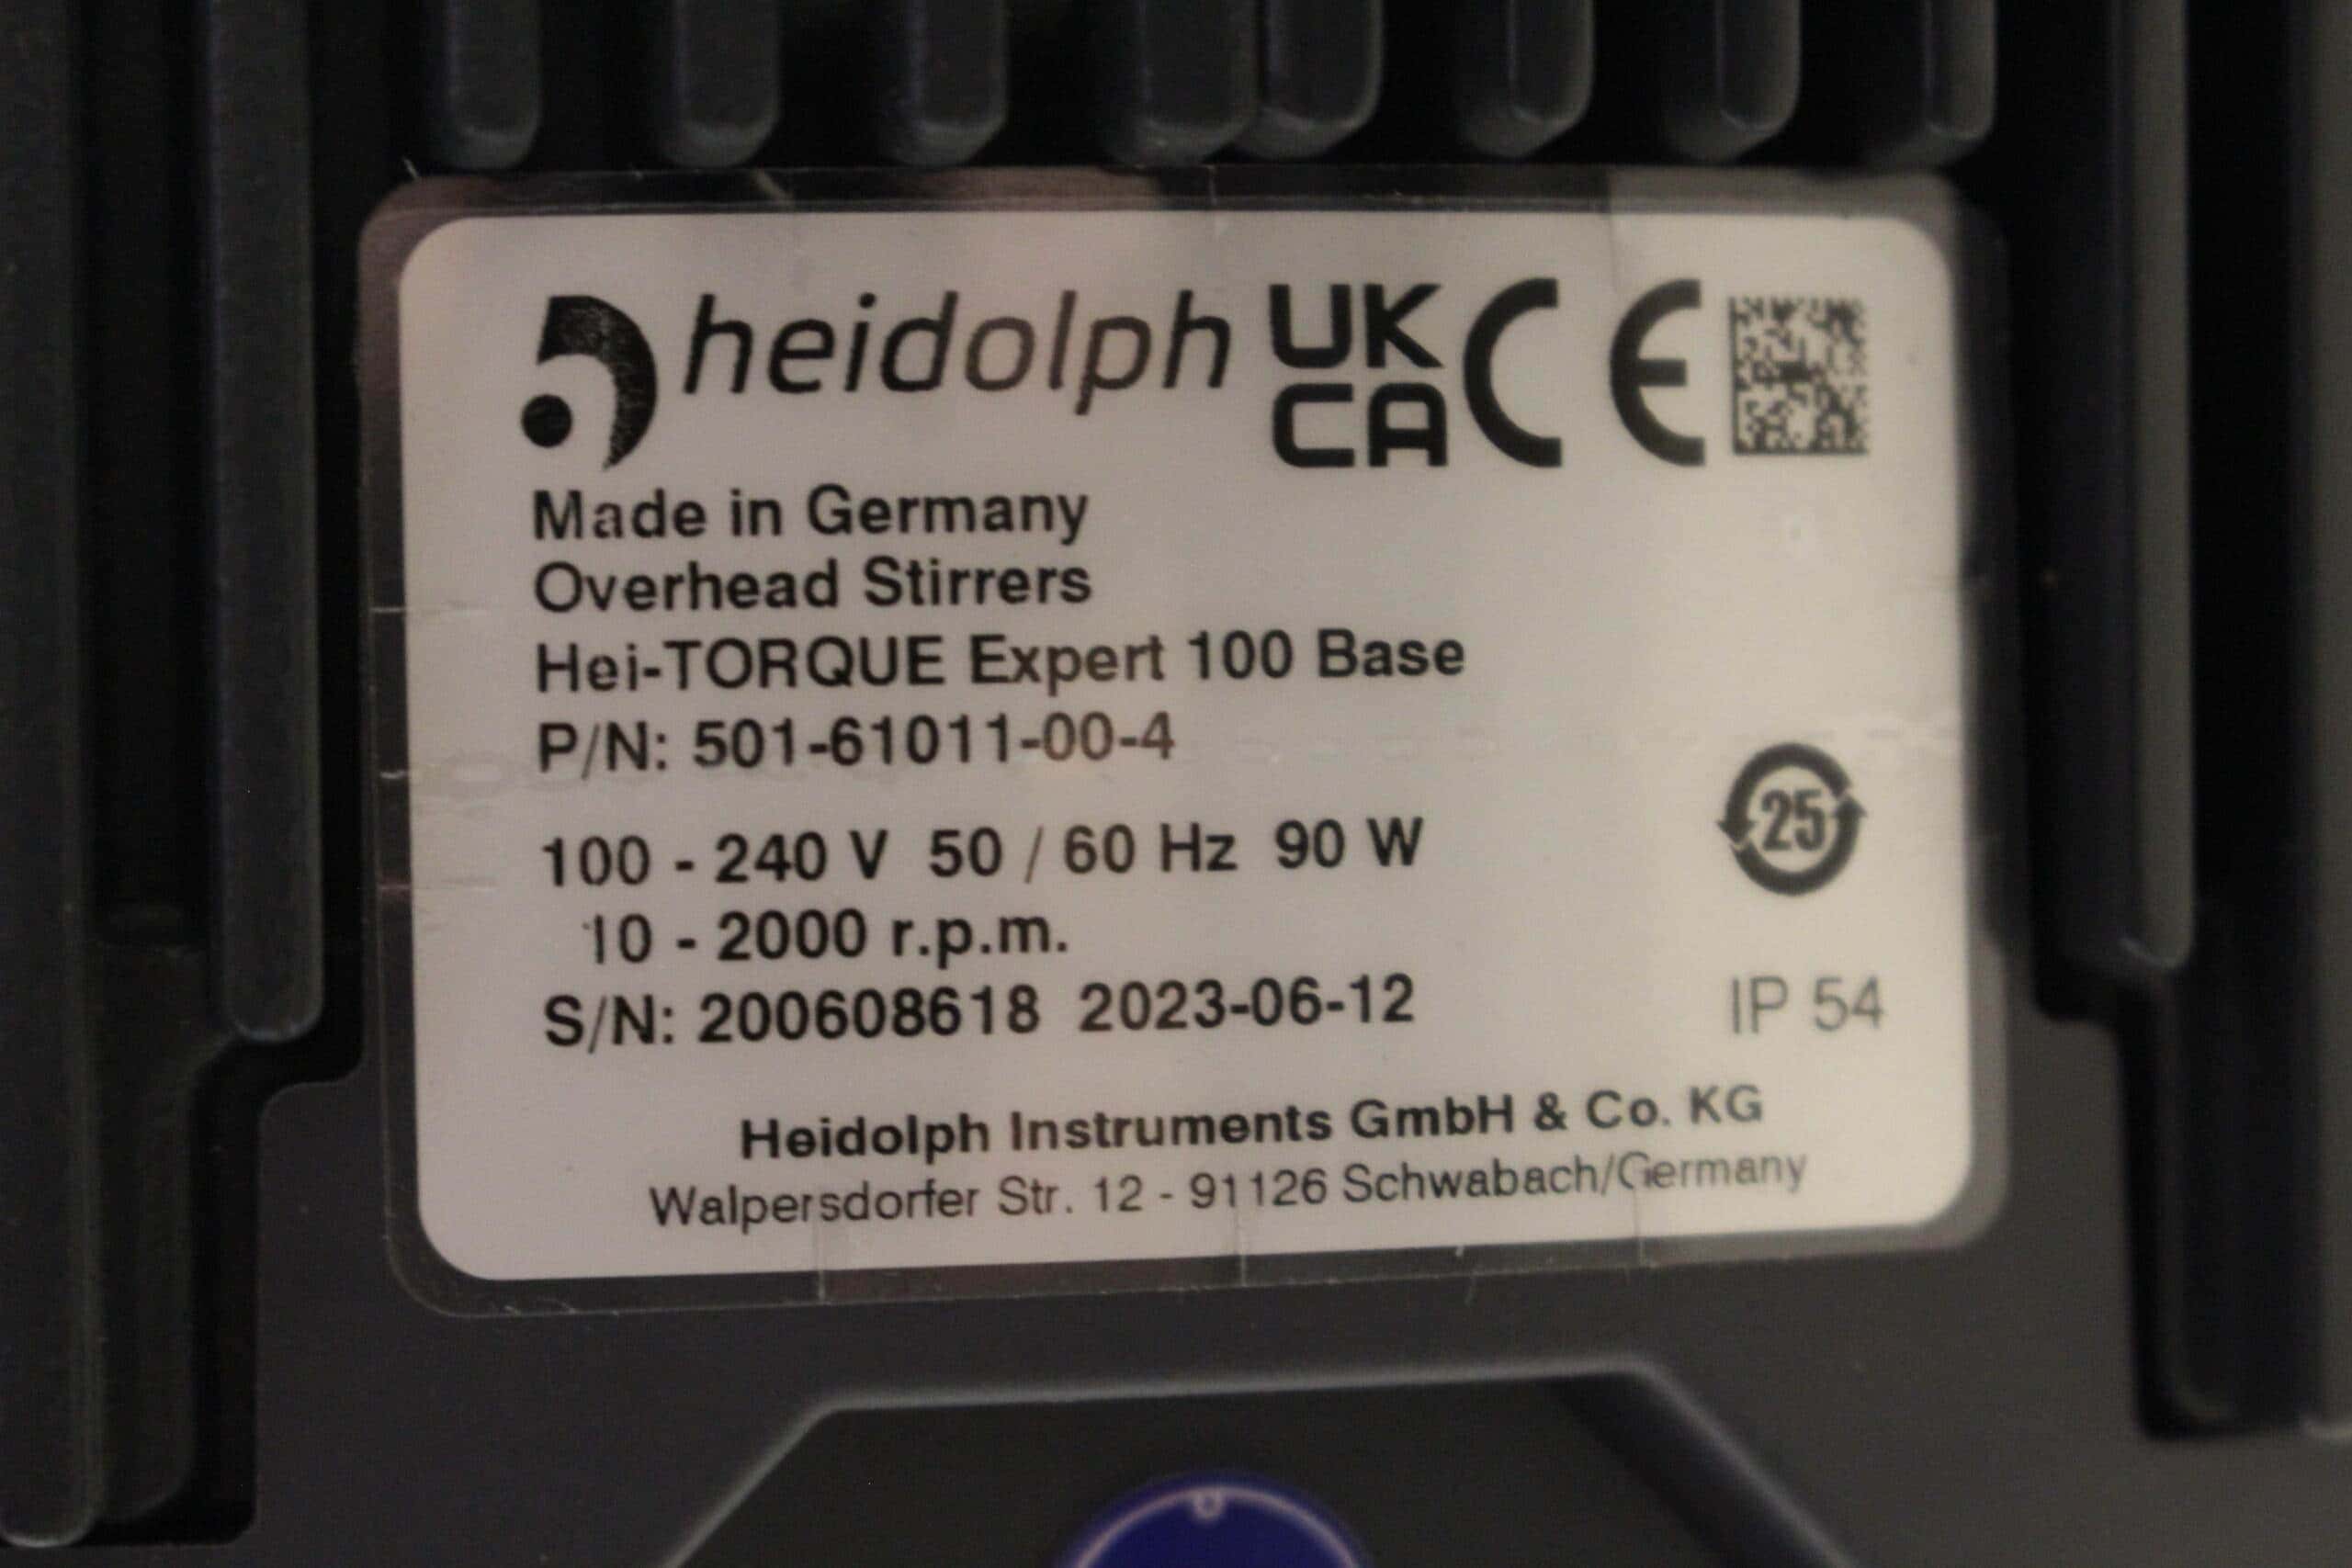 heidolph UK CA CE
Made in Germany
Overhead Stirrers
Hei-TORQUE Expert 100 Base
P/N: 501-61011-00-4
100 - 240 V 50 / 60 Hz 90 W
25
10 - 2000 r.p.m.
S/N: 200608618 2023-06-12
IP 54
Heidolph Instruments GmbH & Co. KG
Walpersdorfer Str. 12 - 91126 Schwabach/Germany